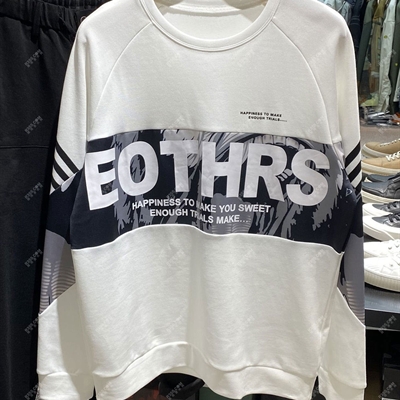 HAPPINESS TO MAKE
ENOUGH TRIALS.....
EOTHRS
HAPPINESS TO MAKE YOU SWEET
ENOUGH TRIALS MAKE...